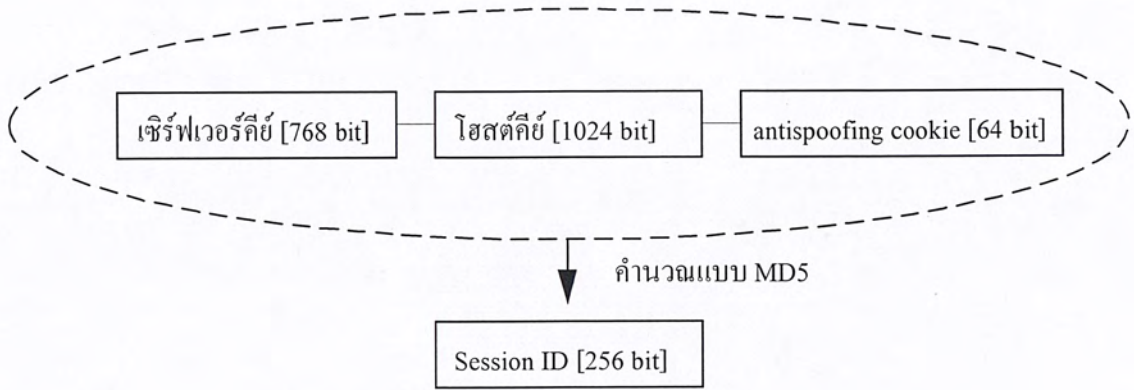 เซิร์ฟเวอร์คีย์ [768 bit]
โฮสต์คีย์ [1024 bit]
antispoofing cookie [64 bit]
คำนวณแบบ MD5
Session ID [256 bit]